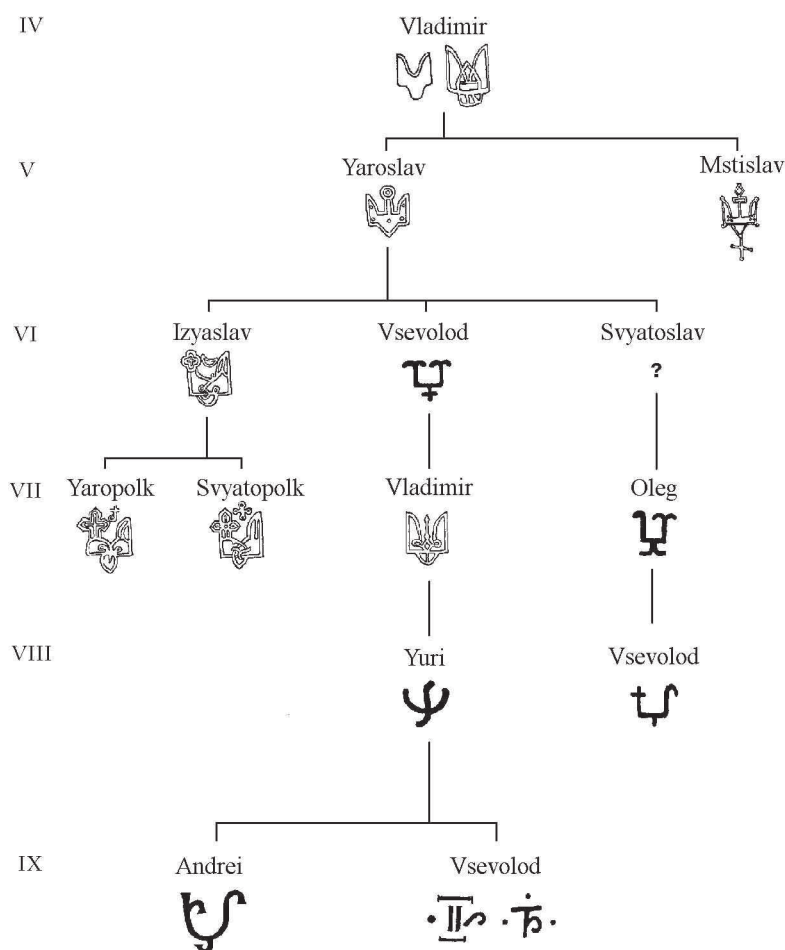 IV Vladimir
V Yaroslav Mstislav
VI Izyaslav Vsevolod Svyatoslav
?
VII Yaropolk Svyatopolk Vladimir Oleg
VIII Yuri Vsevolod
IX Andrei Vsevolod